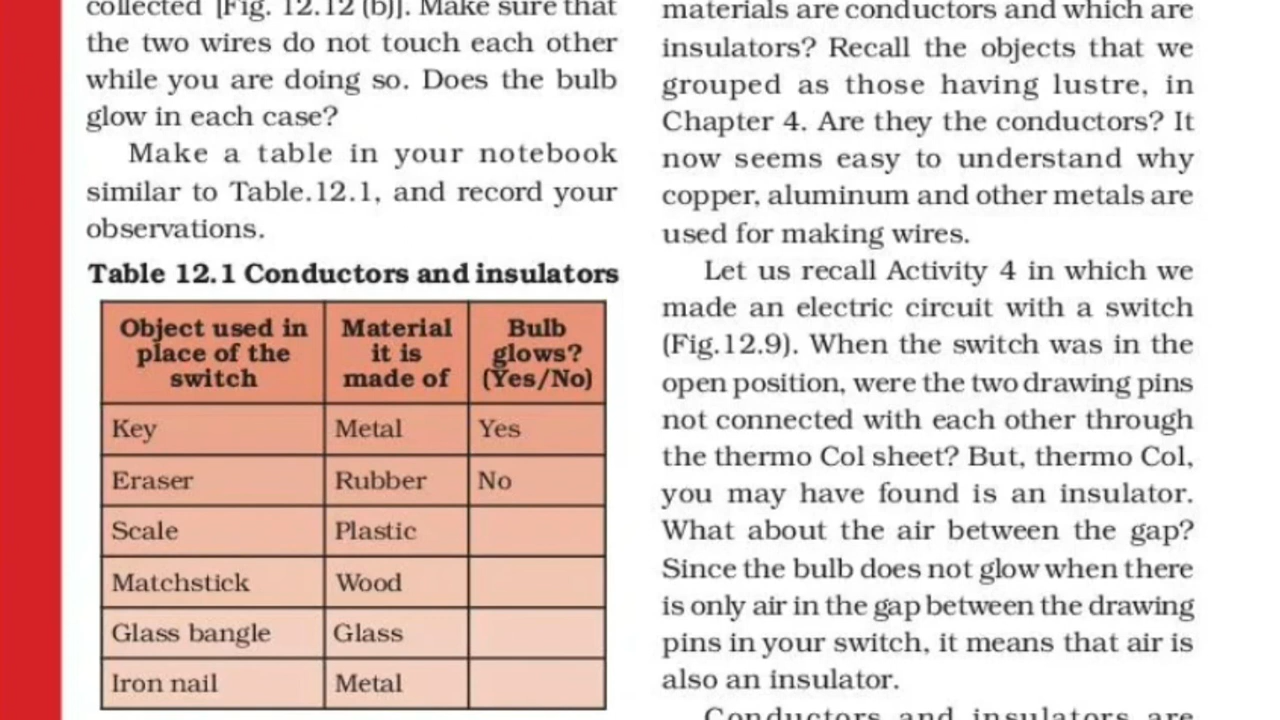 collected [Fig. 12.12 (b)]. Make sure that
the two wires do not touch each other
while you are doing so. Does the bulb
glow in each case?
Make a table in your notebook
similar to Table.12.1, and record your
observations.
Table 12.1 Conductors and insulators
Object used in place of the switch | Material it is made of | Bulb glows? (Yes/No)
Key | Metal | Yes
Eraser | Rubber | No
Scale | Plastic
Matchstick | Wood
Glass bangle | Glass
Iron nail | Metal
materials are conductors and which are
insulators? Recall the objects that we
grouped as those having lustre, in
Chapter 4. Are they the conductors? It
now seems easy to understand why
copper, aluminum and other metals are
used for making wires.
Let us recall Activity 4 in which we
made an electric circuit with a switch
(Fig.12.9). When the switch was in the
open position, were the two drawing pins
not connected with each other through
the thermo Col sheet? But, thermo Col,
you may have found is an insulator.
What about the air between the gap?
Since the bulb does not glow when there
is only air in the gap between the drawing
pins in your switch, it means that air is
also an insulator.
Conductors and insulators are